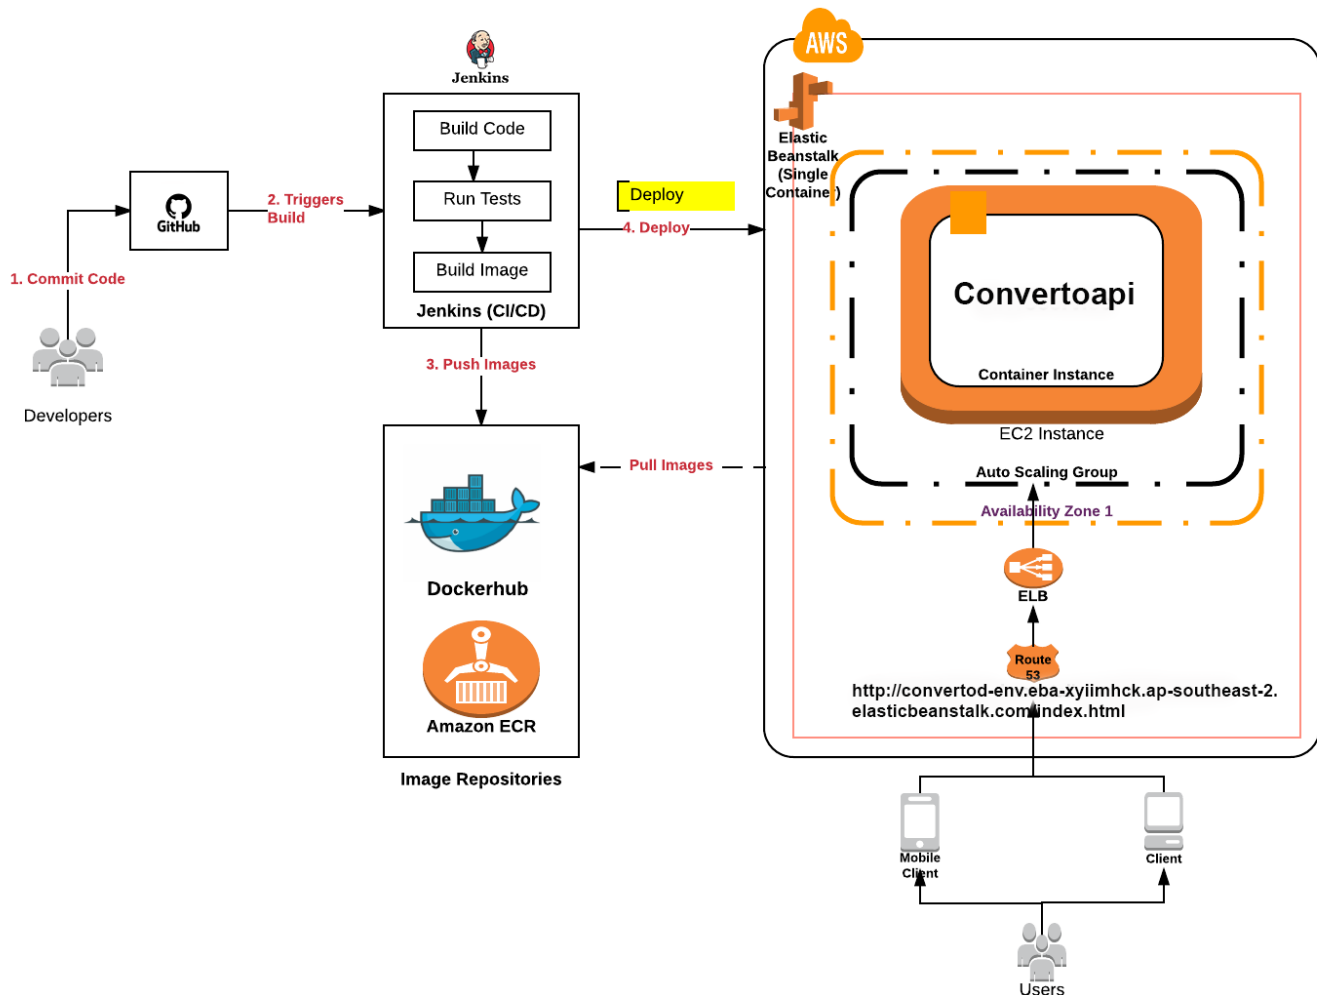 AWS
Jenkins
Build Code
Run Tests
Build Image
Jenkins (CI/CD)
GitHub
2. Triggers
Build
1. Commit Code
Developers
Deploy
4. Deploy
3. Push Images
Pull Images
Dockerhub
Amazon ECR
Image Repositories
Elastic
Beanstalk
(Single
Container)
Convertoapi
Container Instance
EC2 Instance
Auto Scaling Group
Availability Zone 1
ELB
Route
53
http://convertod-env.eba-xyiimhck.ap-southeast-2.
elasticbeanstalk.com/index.html
Mobile
Client
Client
Users